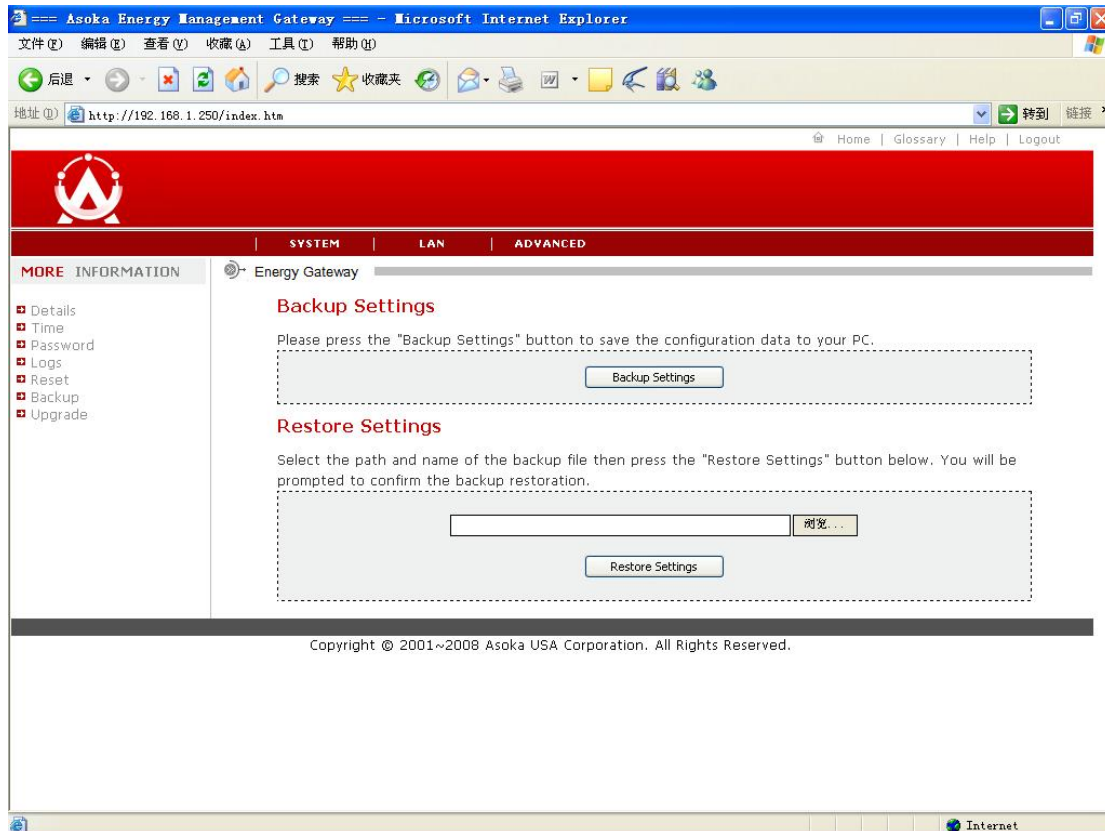 === Asoka Energy Management Gateway === - Microsoft Internet Explorer
文件(F) 编辑(E) 查看(V) 收藏(A) 工具(T) 帮助(H)
后退 搜索 收藏夹
地址(D) http://192.168.1.250/index.htm 转到 链接
Home | Glossary | Help | Logout
| SYSTEM | LAN | ADVANCED
MORE INFORMATION
Details
Time
Password
Logs
Reset
Backup
Upgrade
Energy Gateway
Backup Settings
Please press the "Backup Settings" button to save the configuration data to your PC.
Backup Settings
Restore Settings
Select the path and name of the backup file then press the "Restore Settings" button below. You will be
prompted to confirm the backup restoration.
浏览...
Restore Settings
Copyright © 2001~2008 Asoka USA Corporation. All Rights Reserved.
Internet